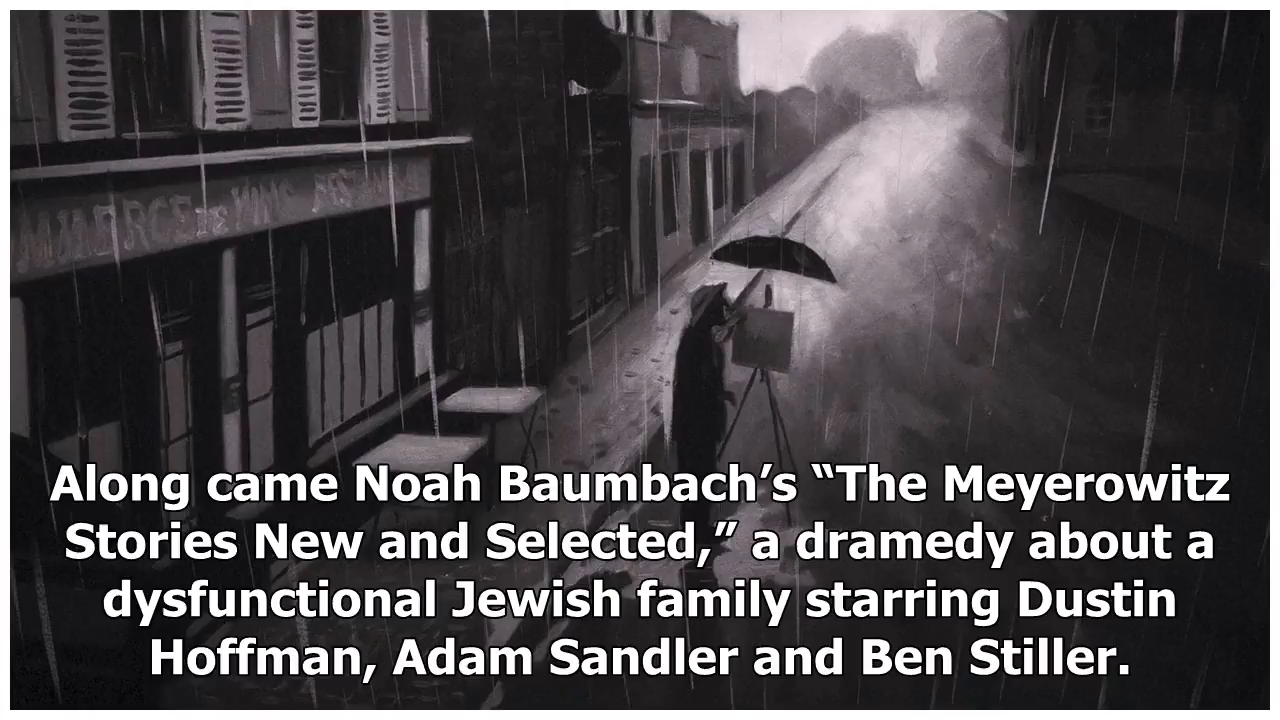 Along came Noah Baumbach’s “The Meyerowitz
Stories New and Selected,” a dramedy about a
dysfunctional Jewish family starring Dustin
Hoffman, Adam Sandler and Ben Stiller.